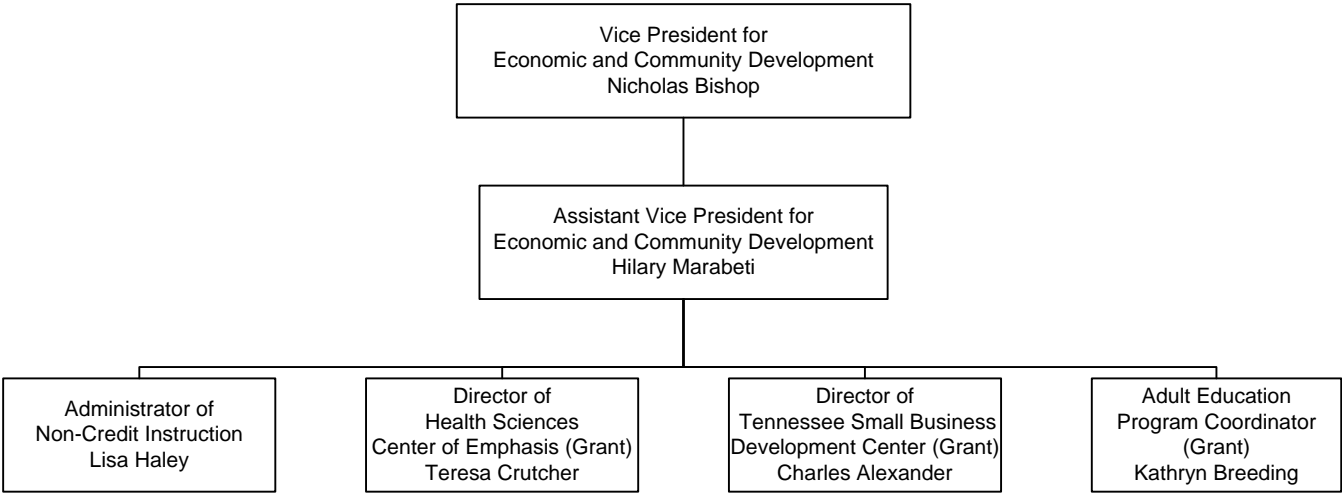 Vice President for
Economic and Community Development
Nicholas Bishop
Assistant Vice President for
Economic and Community Development
Hilary Marabeti
Administrator of
Non-Credit Instruction
Lisa Haley
Director of
Health Sciences
Center of Emphasis (Grant)
Teresa Crutcher
Director of
Tennessee Small Business
Development Center (Grant)
Charles Alexander
Adult Education
Program Coordinator
(Grant)
Kathryn Breeding